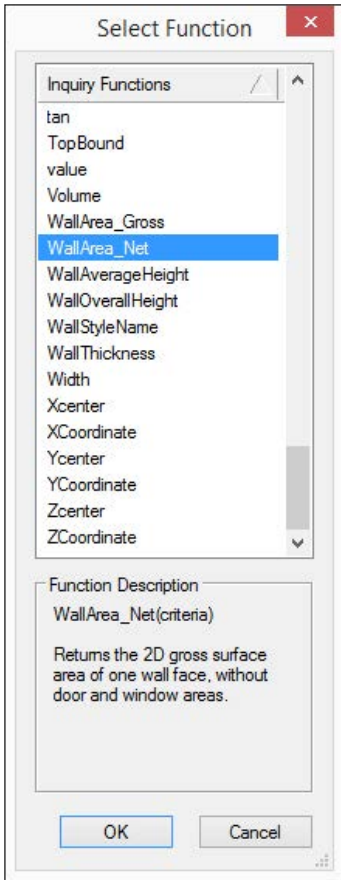 Select Function
Inquiry Functions
tan
TopBound
value
Volume
WallArea_Gross
WallArea_Net
WallAverageHeight
WallOverallHeight
WallStyleName
WallThickness
Width
Xcenter
XCoordinate
Ycenter
YCoordinate
Zcenter
ZCoordinate
Function Description
WallArea_Net(criteria)
Returns the 2D gross surface
area of one wall face, without
door and window areas.
OK Cancel